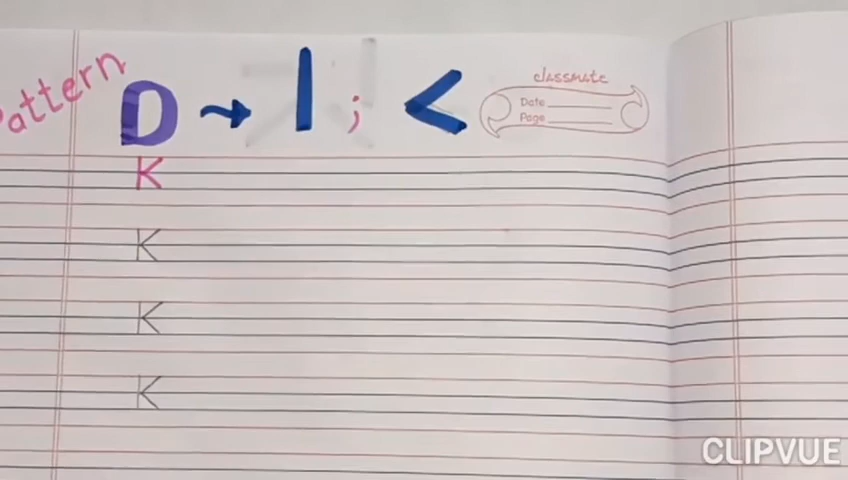 Pattern
D → | ; <
classmate
Date
Page
K
K
K
K
CLIPVUE